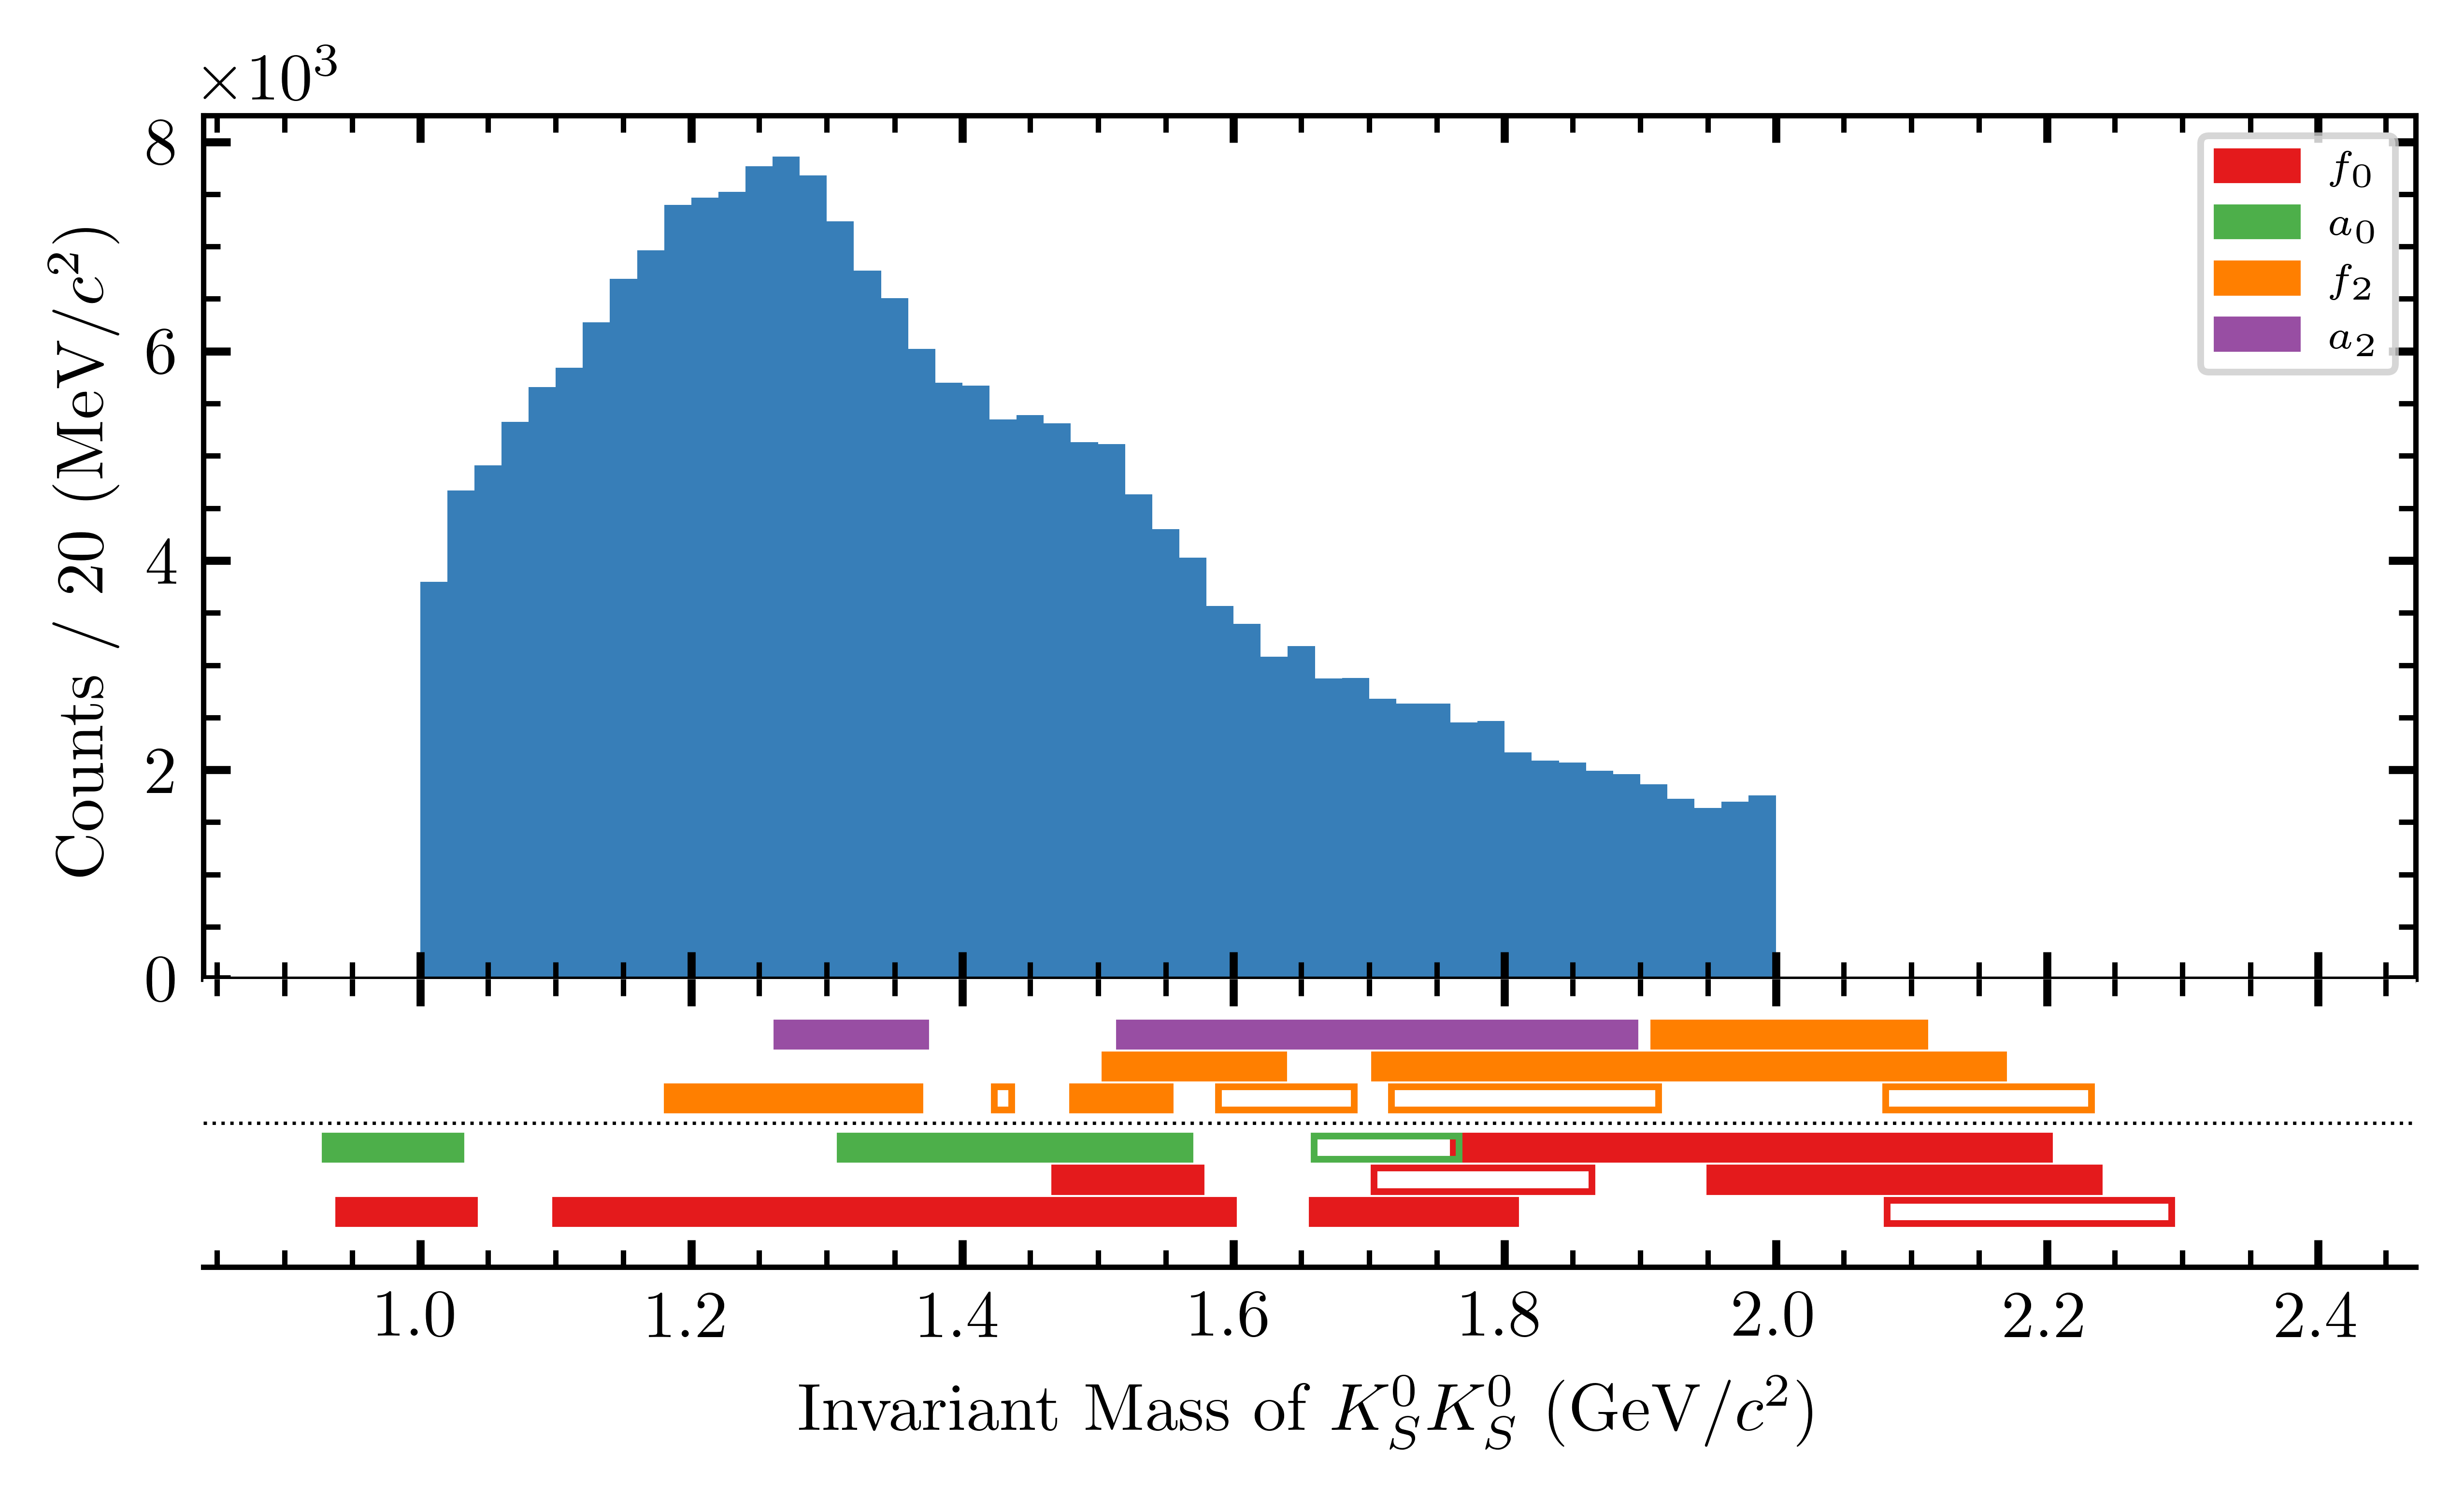 ×10³
8
6
4
2
0
Counts / 20 (MeV/c²)
f₀
a₀
f₂
a₂
1.0 1.2 1.4 1.6 1.8 2.0 2.2 2.4
Invariant Mass of K⁰_S K⁰_S (GeV/c²)